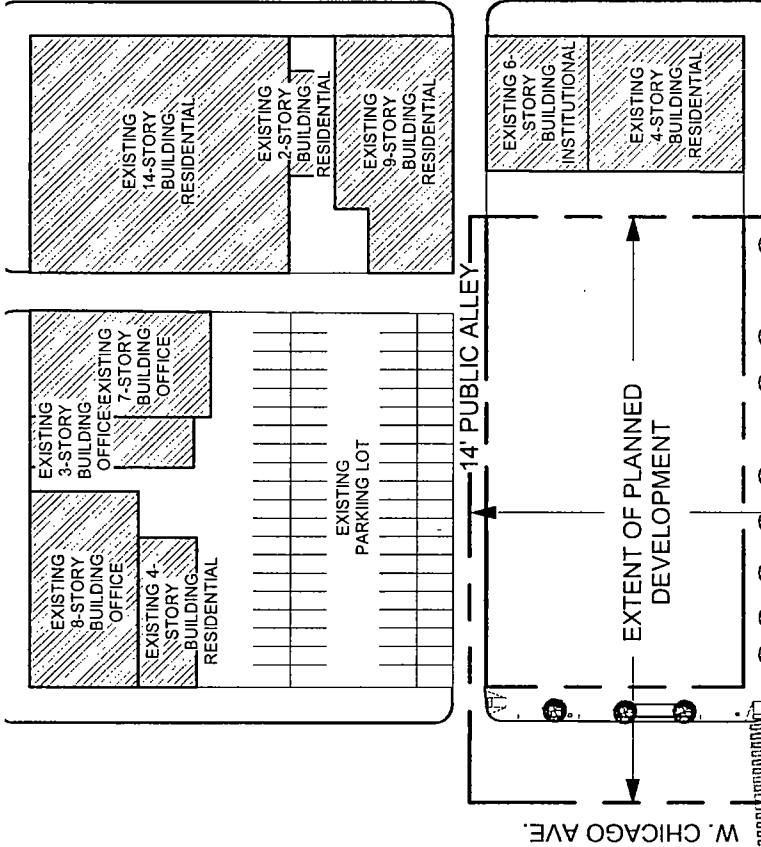 EXISTING
14-STORY
BUILDING
RESIDENTIAL
EXISTING
2-STORY
BUILDING
RESIDENTIAL
EXISTING
9-STORY
BUILDING
RESIDENTIAL
EXISTING 6-
STORY
BUILDING
INSTITUTIONAL
EXISTING
4-STORY
BUILDING
RESIDENTIAL
EXISTING
3-STORY
BUILDING
OFFICE
EXISTING
7-STORY
BUILDING
OFFICE
EXISTING
8-STORY
BUILDING
OFFICE
EXISTING 4-
STORY
BUILDING
RESIDENTIAL
EXISTING
PARKIING LOT
14' PUBLIC ALLEY
EXTENT OF PLANNED
DEVELOPMENT
W. CHICAGO AVE.